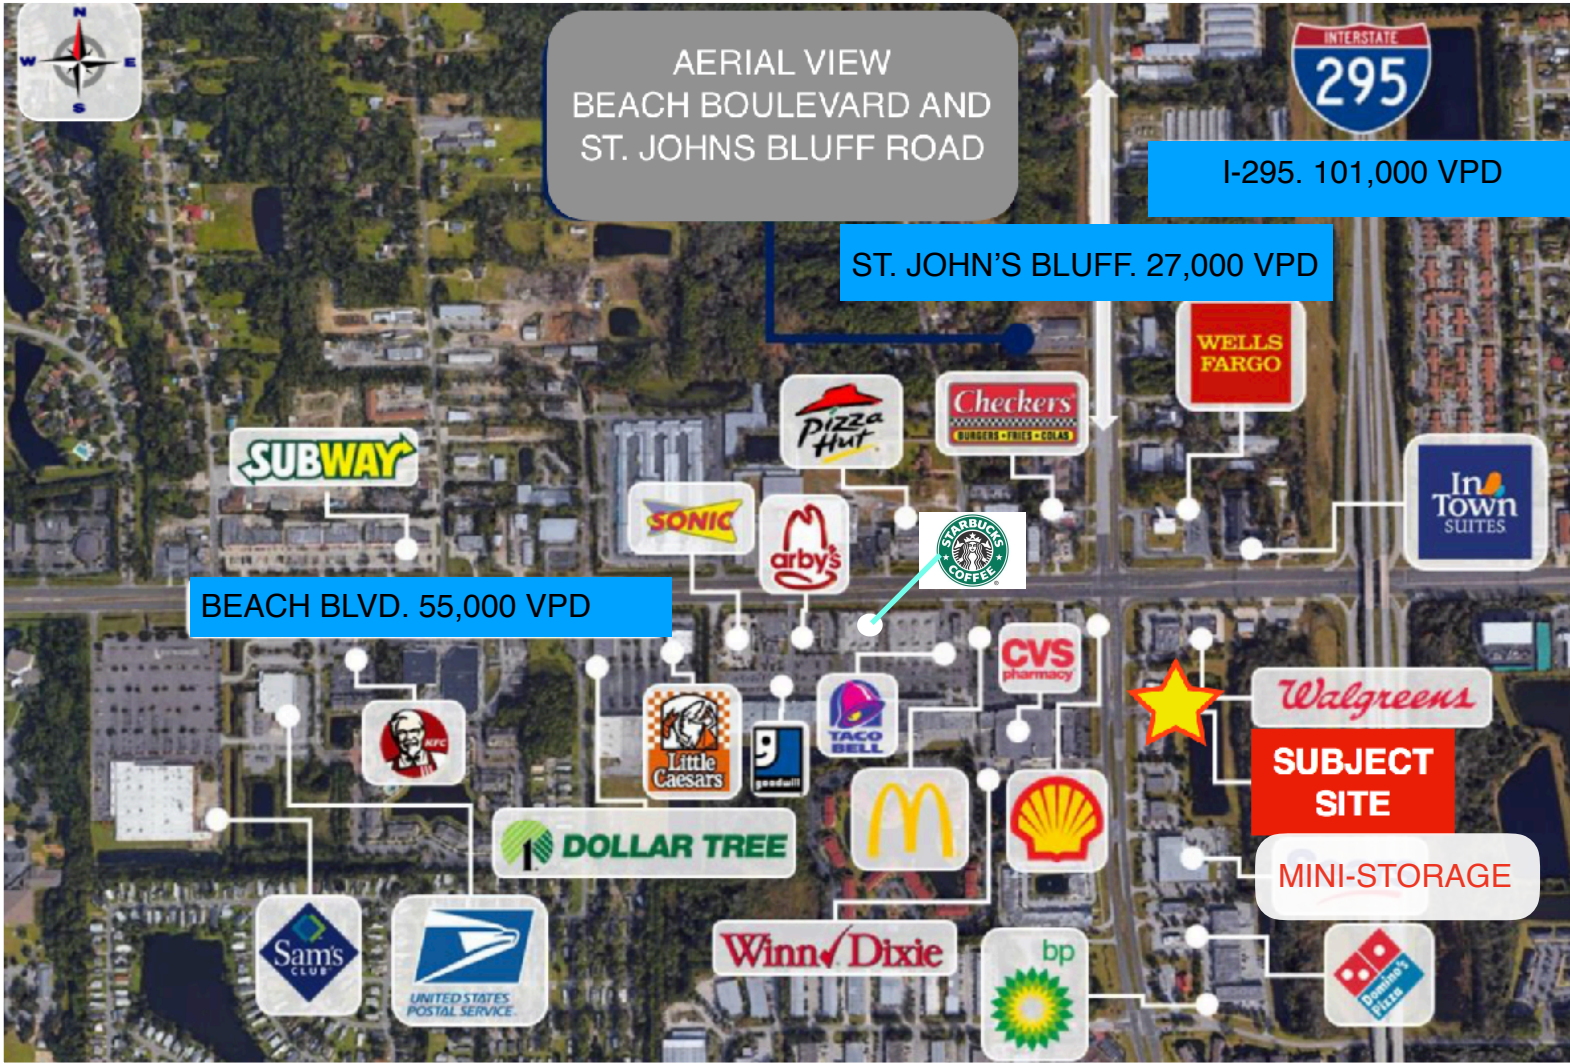 N
W E
S
AERIAL VIEW
BEACH BOULEVARD AND
ST. JOHNS BLUFF ROAD
INTERSTATE
295
I-295. 101,000 VPD
ST. JOHN'S BLUFF. 27,000 VPD
WELLS
FARGO
Pizza
Hut
Checkers
BURGERS • FRIES • COLAS
SUBWAY
In
Town
SUITES
SONIC
arby's
STARBUCKS
COFFEE
BEACH BLVD. 55,000 VPD
CVS
pharmacy
Walgreens
KFC
Little
Caesars
goodwill
TACO
BELL
SUBJECT
SITE
DOLLAR TREE
MINI-STORAGE
Sam's
CLUB
UNITED STATES
POSTAL SERVICE
Winn Dixie
bp
Domino's
Pizza